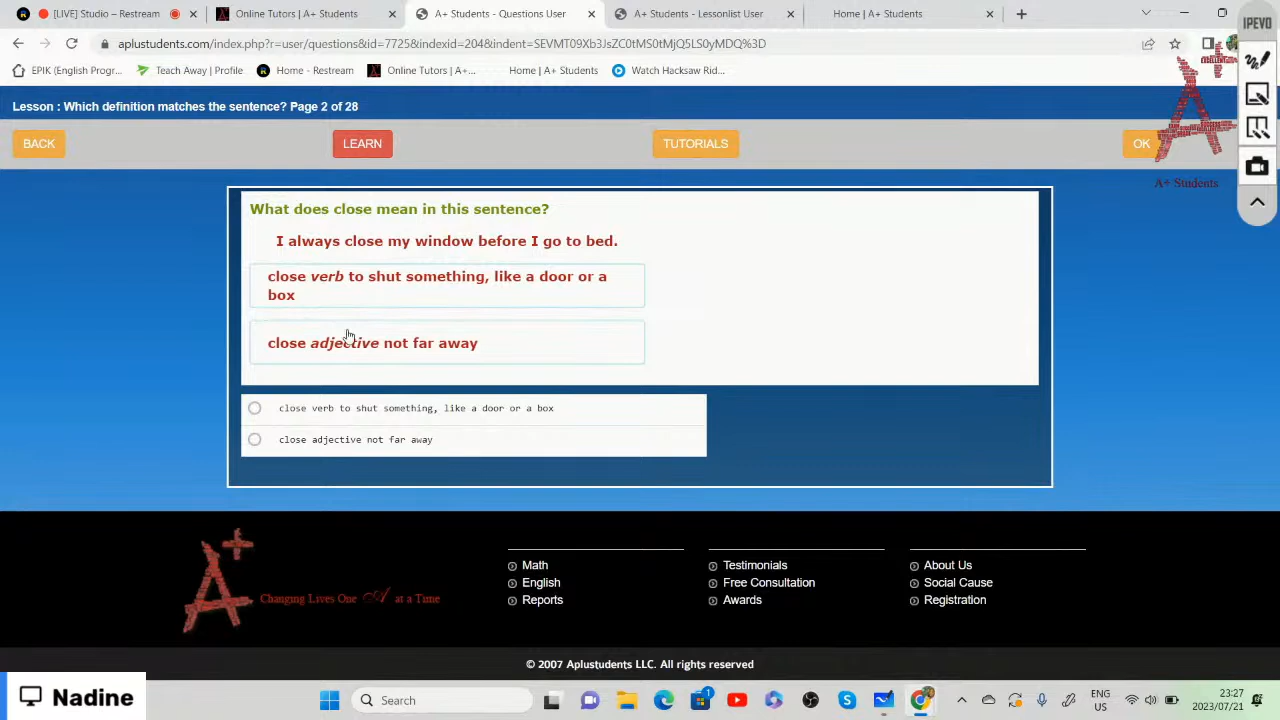 [LIVE] Studio – Restream
Online Tutors | A+ Students
A+ Students - Questions User
A+ Students - Lessonlist User
Home | A+ Students
IPEVO
aplustudents.com/index.php?r=user/questions&id=7725&indexid=2048&indent=SEVMT09Xb3JsZC0tMS0tMjQ5LS0yMDQ%3D
EPIK (English Progr...
Teach Away | Profile
Home - Restream
Online Tutors | A+...
Home | A+ Students
Watch Hacksaw Rid...
Lesson : Which definition matches the sentence? Page 2 of 28
BACK
LEARN
TUTORIALS
OK
A+ Students
What does close mean in this sentence?
I always close my window before I go to bed.
close verb to shut something, like a door or a
box
close adjective not far away
close verb to shut something, like a door or a box
close adjective not far away
Changing Lives One A at a Time
Math
English
Reports
Testimonials
Free Consultation
Awards
About Us
Social Cause
Registration
© 2007 Aplustudents LLC. All rights reserved
Nadine
Search
1
ENG
US
23:27
2023/07/21